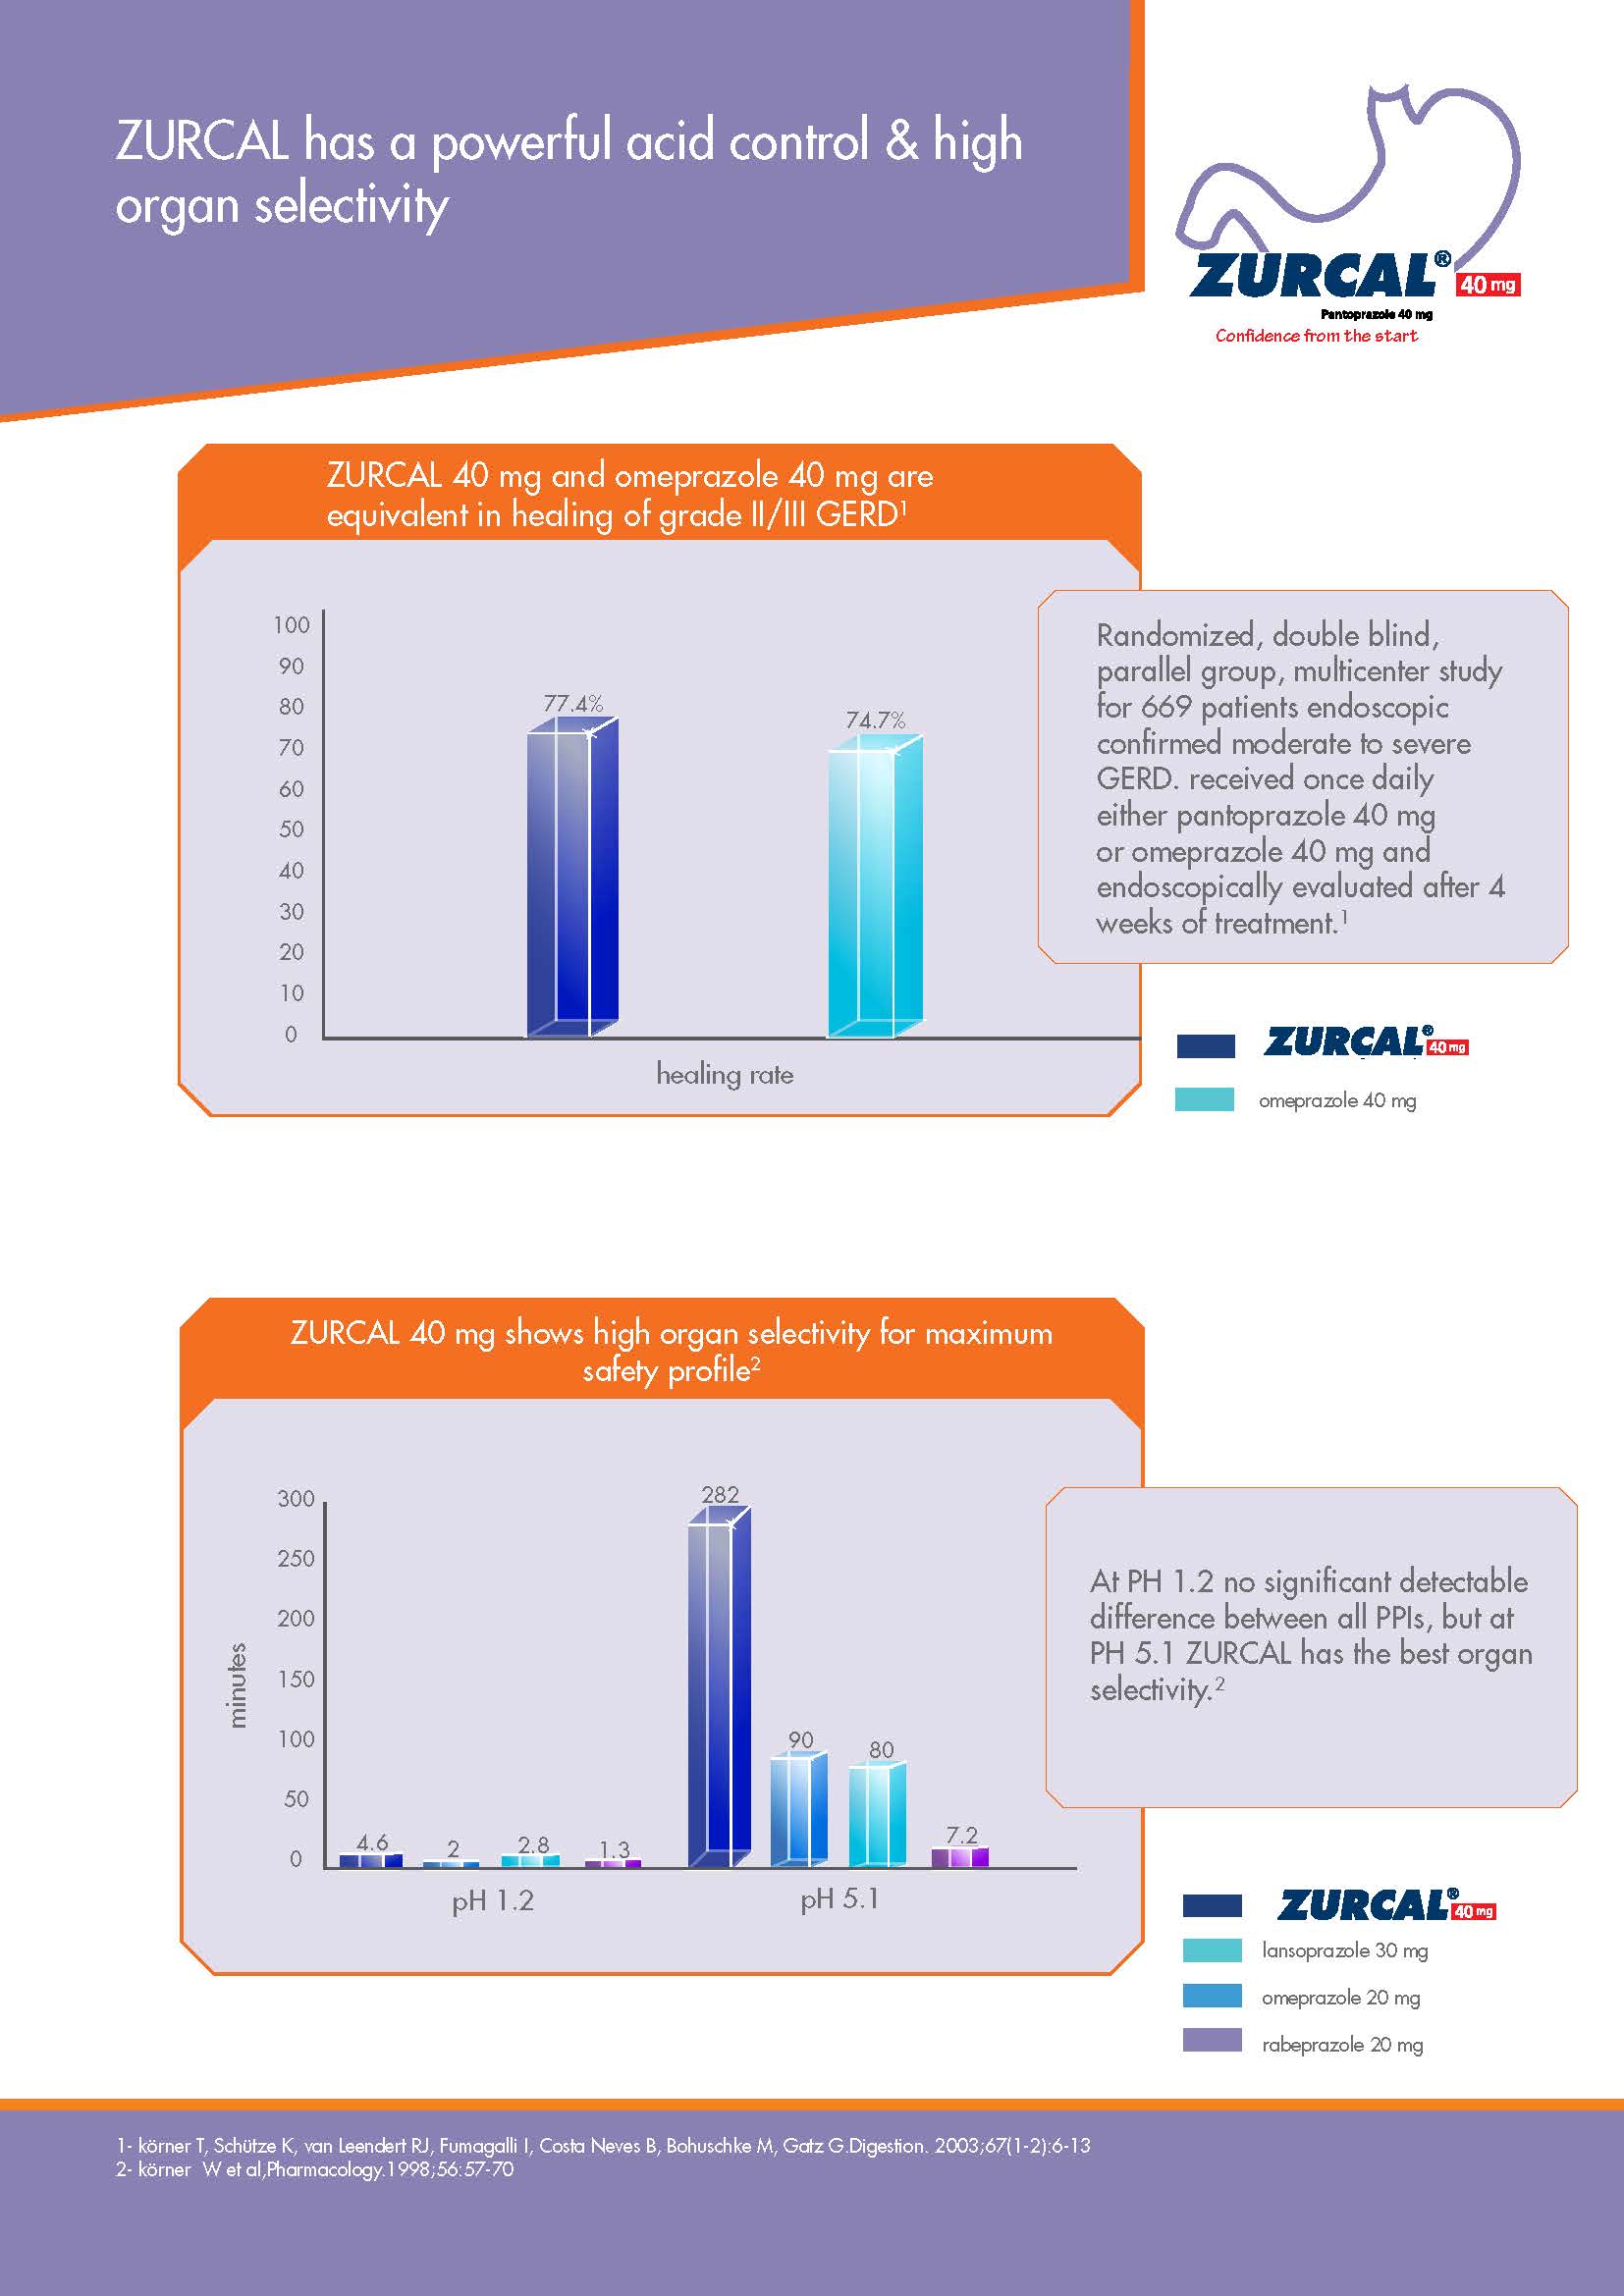 ZURCAL has a powerful acid control & high
organ selectivity
ZURCAL® 40 mg
Pantoprazole 40 mg
Confidence from the start
ZURCAL 40 mg and omeprazole 40 mg are
equivalent in healing of grade II/III GERD1
100
90
80
70
60
50
40
30
20
10
0
77.4%
74.7%
healing rate
Randomized, double blind,
parallel group, multicenter study
for 669 patients endoscopic
confirmed moderate to severe
GERD. received once daily
either pantoprazole 40 mg
or omeprazole 40 mg and
endoscopically evaluated after 4
weeks of treatment.1
ZURCAL® 40 mg
omeprazole 40 mg
ZURCAL 40 mg shows high organ selectivity for maximum
safety profile2
minutes
300
250
200
150
100
50
0
4.6
2
2.8
1.3
282
90
80
7.2
pH 1.2
pH 5.1
At PH 1.2 no significant detectable
difference between all PPIs, but at
PH 5.1 ZURCAL has the best organ
selectivity.2
ZURCAL® 40 mg
lansoprazole 30 mg
omeprazole 20 mg
rabeprazole 20 mg
1- körner T, Schütze K, van Leendert RJ, Fumagalli I, Costa Neves B, Bohuschke M, Gatz G.Digestion. 2003;67(1-2):6-13
2- körner W et al,Pharmacology.1998;56:57-70